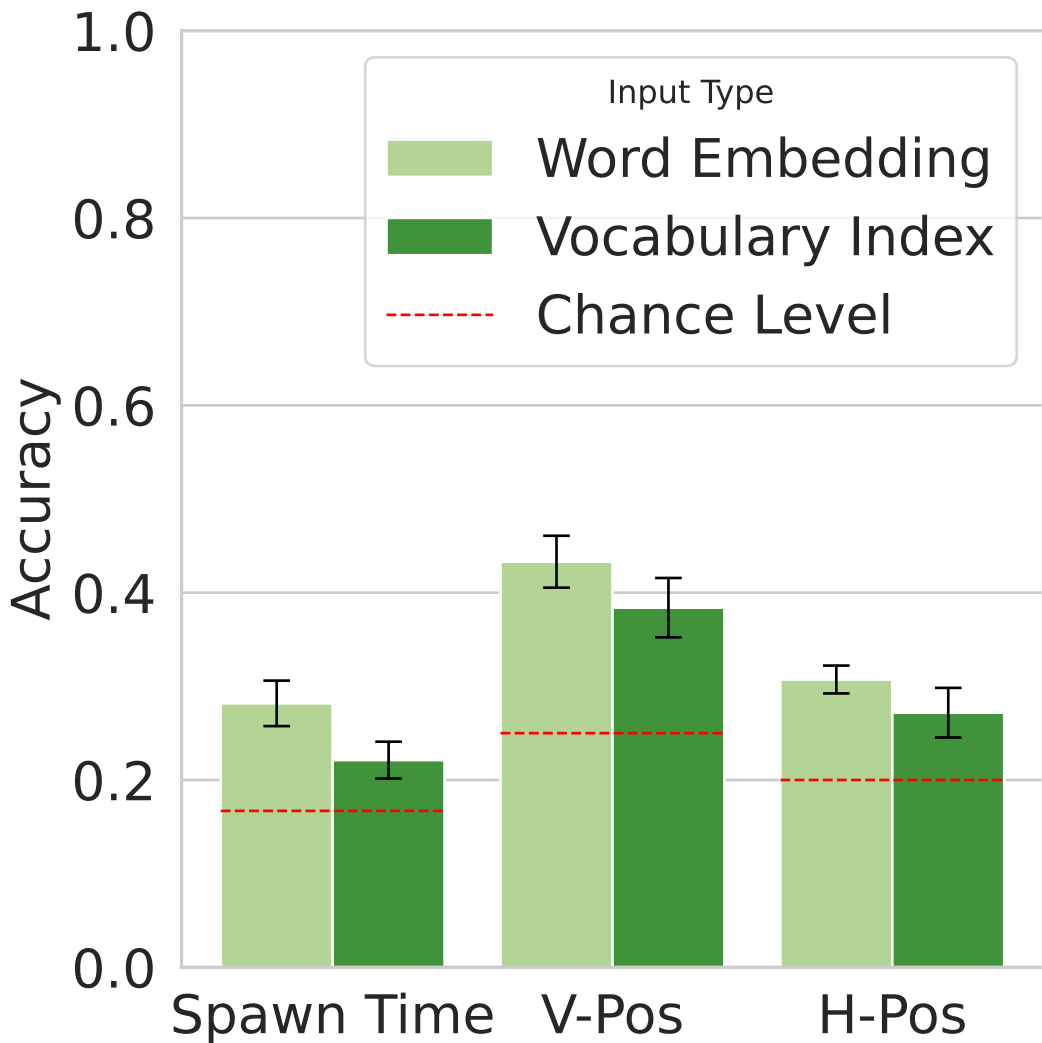 1.0
0.8
0.6
0.4
0.2
0.0
Accuracy
Input Type
Word Embedding
Vocabulary Index
Chance Level
Spawn Time
V-Pos
H-Pos